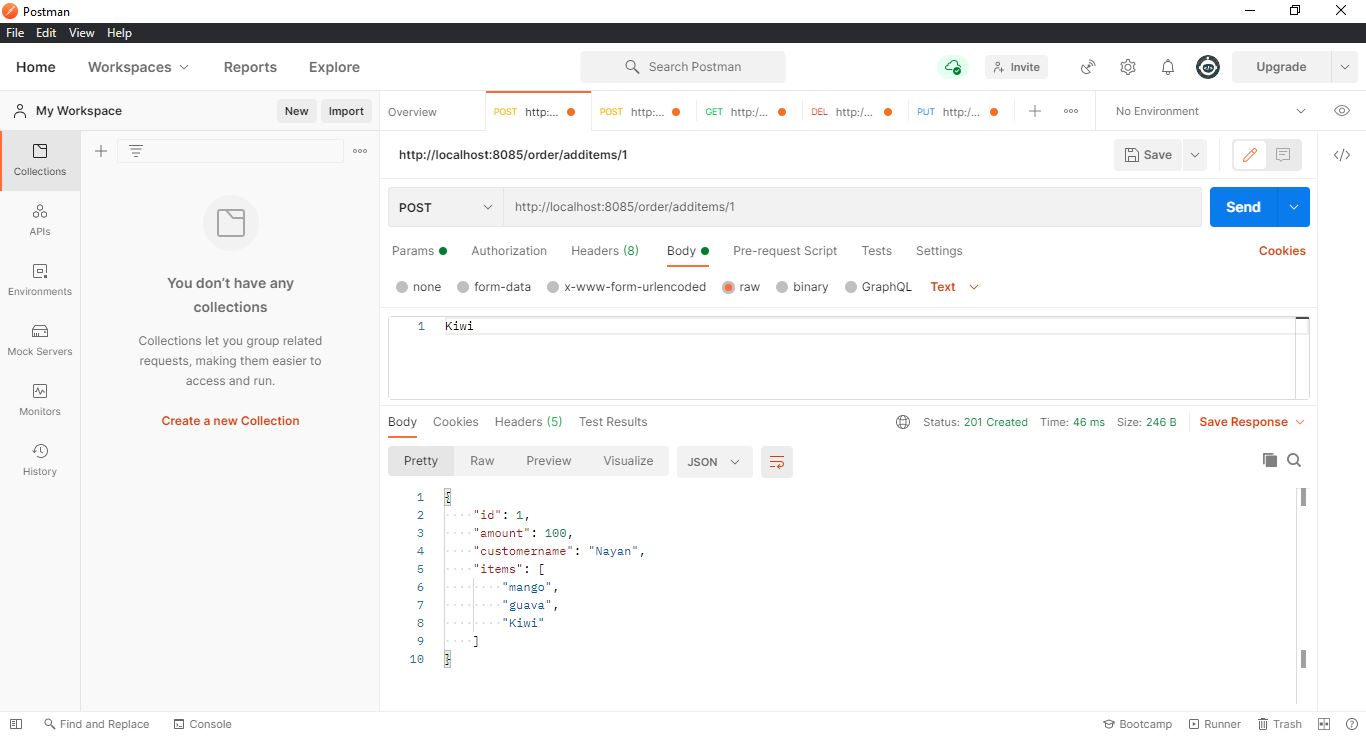 Postman
File Edit View Help
Home Workspaces Reports Explore Search Postman Invite Upgrade
My Workspace New Import Overview POST http:... POST http:... GET http:/... DEL http:/... PUT http:/... No Environment
Collections
APIs
Environments
Mock Servers
Monitors
History
You don't have any
collections
Collections let you group related
requests, making them easier to
access and run.
Create a new Collection
http://localhost:8085/order/additems/1 Save
POST http://localhost:8085/order/additems/1 Send
Params Authorization Headers (8) Body Pre-request Script Tests Settings Cookies
none form-data x-www-form-urlencoded raw binary GraphQL Text
1 Kiwi
Body Cookies Headers (5) Test Results Status: 201 Created Time: 46 ms Size: 246 B Save Response
Pretty Raw Preview Visualize JSON
1 {
2 "id": 1,
3 "amount": 100,
4 "customername": "Nayan",
5 "items": [
6 "mango",
7 "guava",
8 "Kiwi"
9 ]
10 }
Find and Replace Console Bootcamp Runner Trash